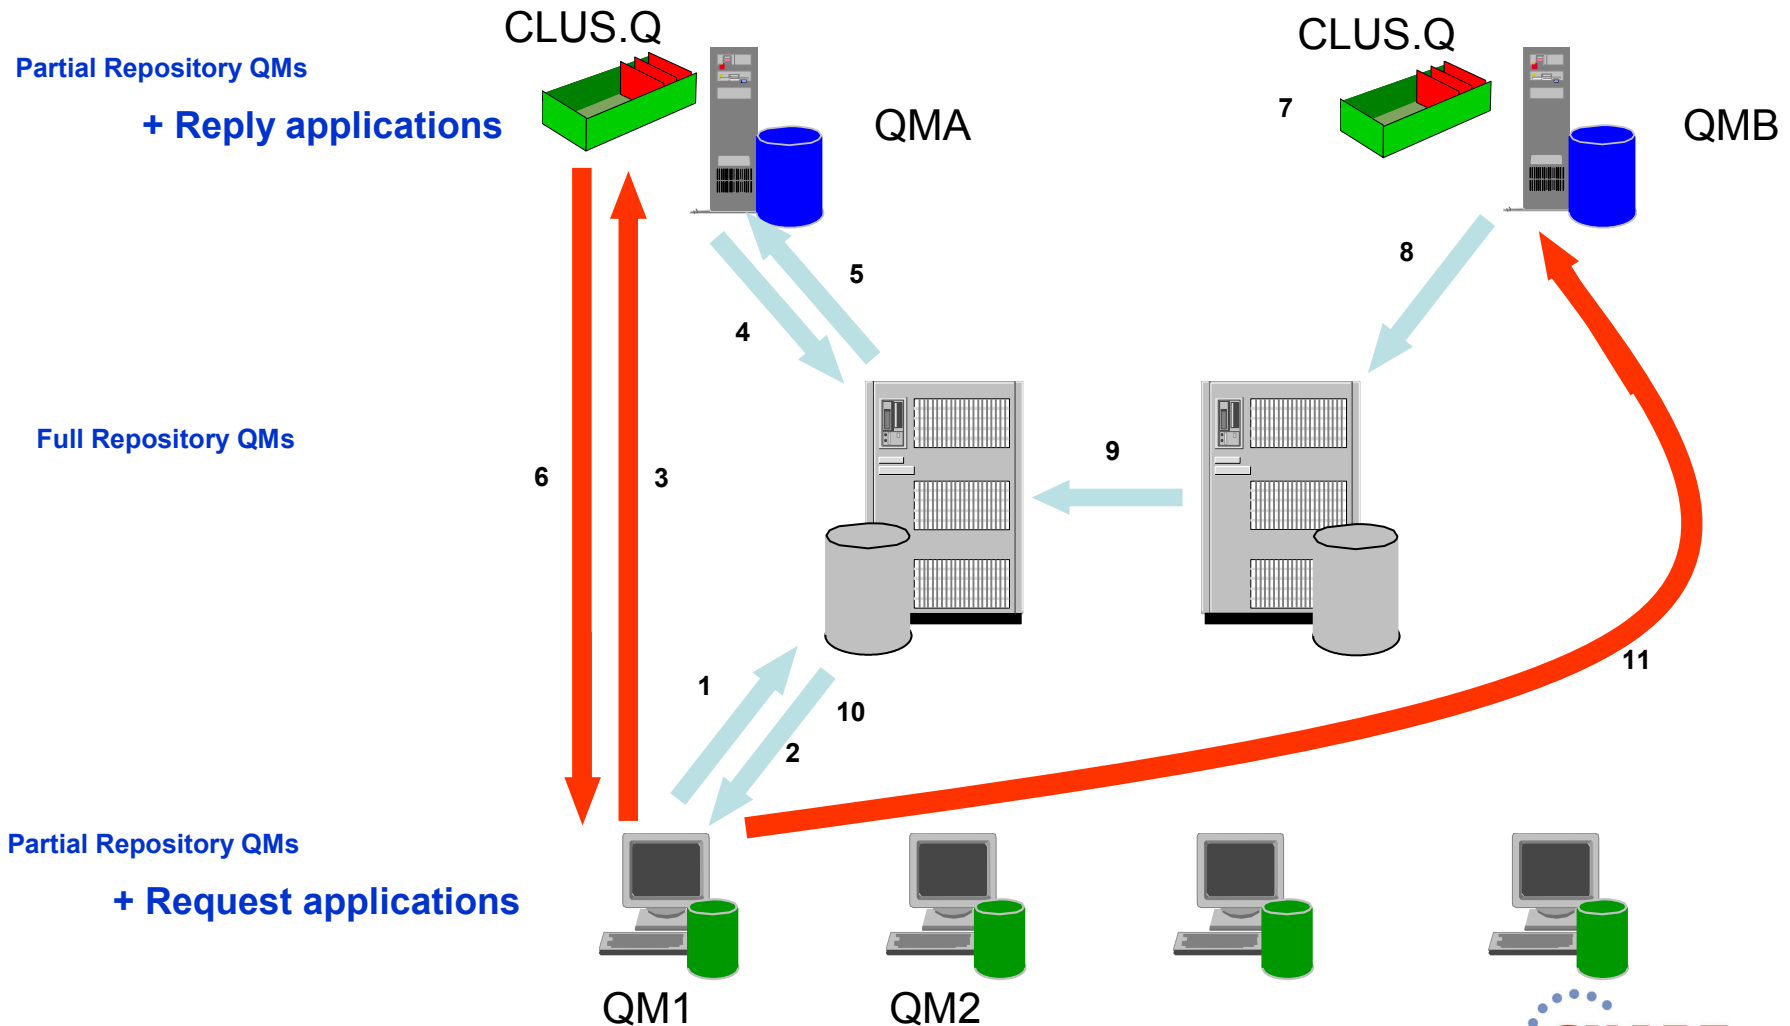 CLUS.Q
CLUS.Q
Partial Repository QMs
+ Reply applications
QMA
7
QMB
8
5
4
Full Repository QMs
9
6
3
11
1
10
2
Partial Repository QMs
+ Request applications
QM1
QM2